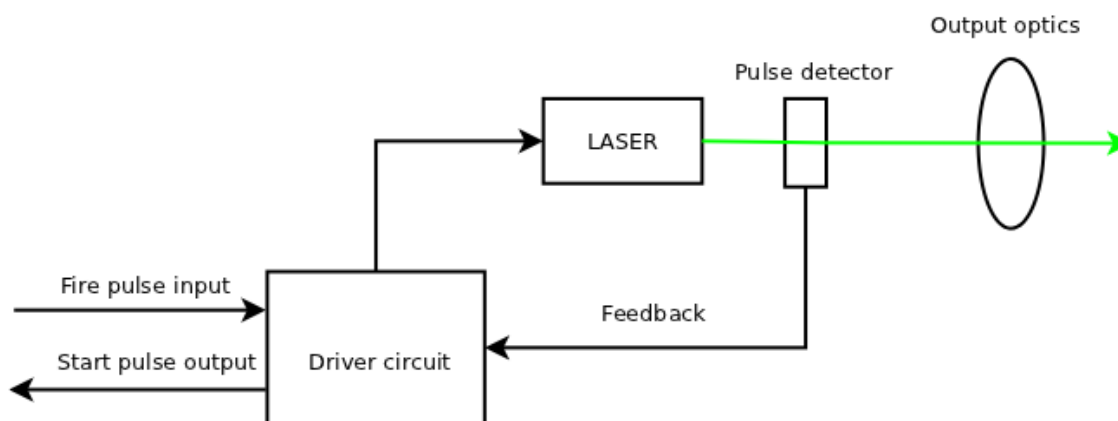 Output optics
Pulse detector
LASER
Fire pulse input
Feedback
Start pulse output
Driver circuit